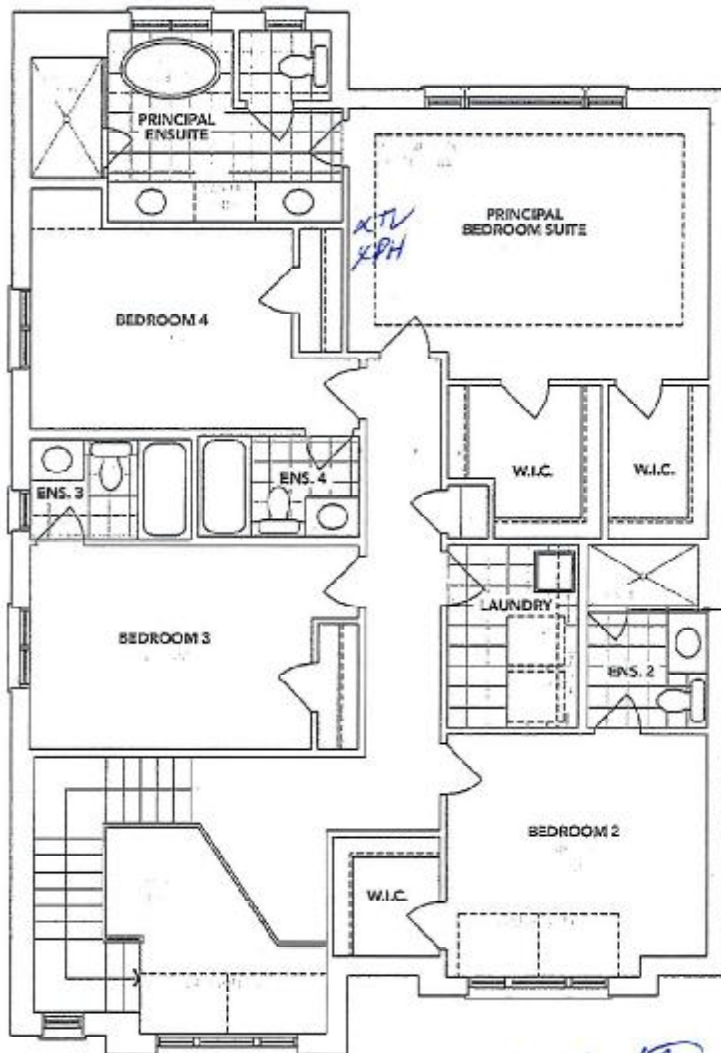 PRINCIPAL
ENSUITE
PRINCIPAL
BEDROOM SUITE
BEDROOM 4
W.I.C.
W.I.C.
ENS. 3
ENS. 4
LAUNDRY
BEDROOM 3
ENS. 2
BEDROOM 2
W.I.C.